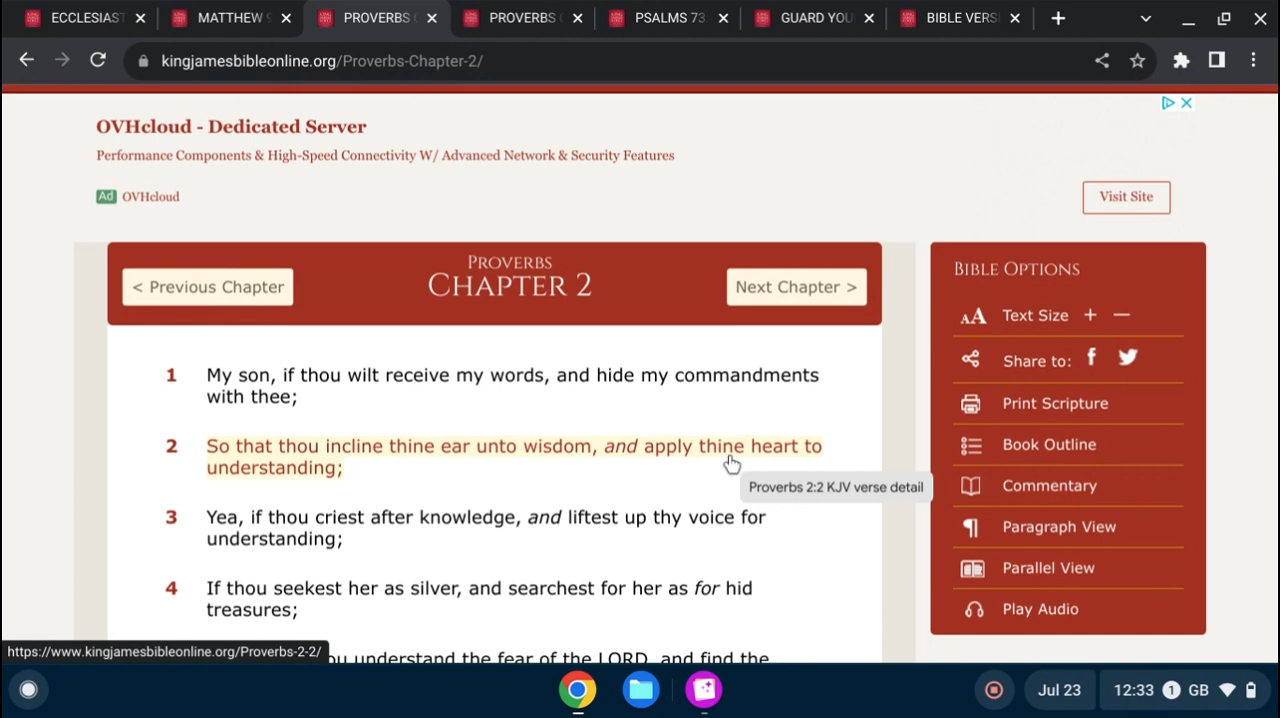 ECCLESIAST
MATTHEW 9
PROVERBS
PROVERBS
PSALMS 73
GUARD YOU
BIBLE VERS
kingjamesbibleonline.org/Proverbs-Chapter-2/
OVHcloud - Dedicated Server
Performance Components & High-Speed Connectivity W/ Advanced Network & Security Features
Ad OVHcloud
Visit Site
PROVERBS
CHAPTER 2
< Previous Chapter
Next Chapter >
1 My son, if thou wilt receive my words, and hide my commandments
with thee;
2 So that thou incline thine ear unto wisdom, and apply thine heart to
understanding;
Proverbs 2:2 KJV verse detail
3 Yea, if thou criest after knowledge, and liftest up thy voice for
understanding;
4 If thou seekest her as silver, and searchest for her as for hid
treasures;
understand the fear of the LORD, and find the
BIBLE OPTIONS
AA Text Size + —
Share to:
Print Scripture
Book Outline
Commentary
Paragraph View
Parallel View
Play Audio
https://www.kingjamesbibleonline.org/Proverbs-2-2/
Jul 23
12:33 1 GB